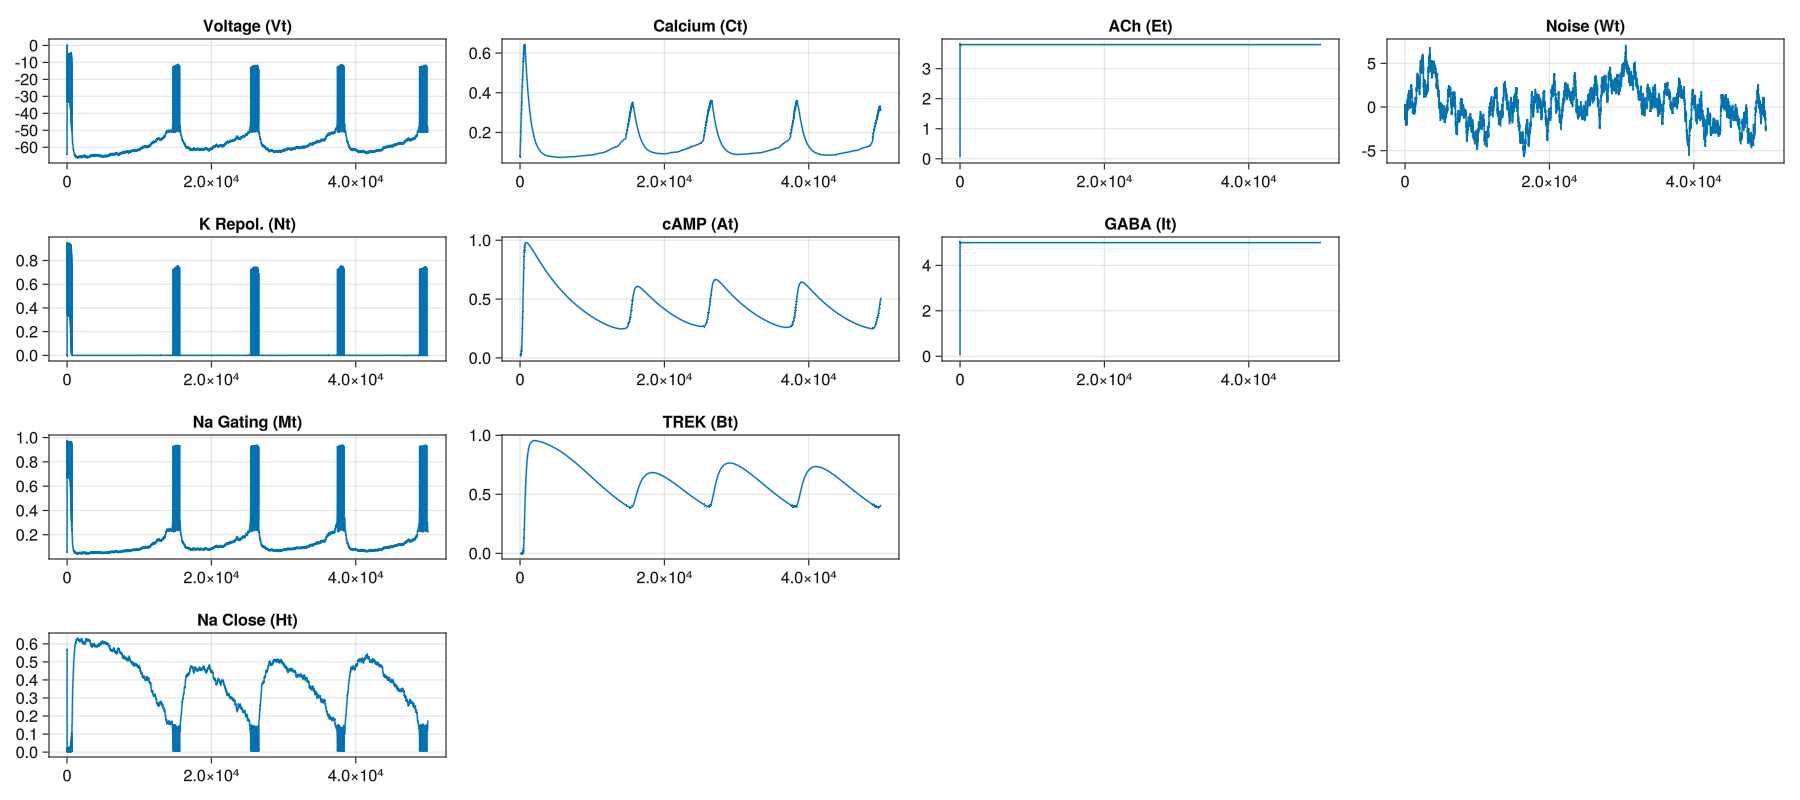 Voltage (Vt)
0
-10
-20
-30
-40
-50
-60
0 2.0×10⁴ 4.0×10⁴
Calcium (Ct)
0.6
0.4
0.2
0 2.0×10⁴ 4.0×10⁴
ACh (Et)
3
2
1
0
0 2.0×10⁴ 4.0×10⁴
Noise (Wt)
5
0
-5
0 2.0×10⁴ 4.0×10⁴
K Repol. (Nt)
0.8
0.6
0.4
0.2
0.0
0 2.0×10⁴ 4.0×10⁴
cAMP (At)
1.0
0.5
0.0
0 2.0×10⁴ 4.0×10⁴
GABA (It)
4
2
0
0 2.0×10⁴ 4.0×10⁴
Na Gating (Mt)
1.0
0.8
0.6
0.4
0.2
0 2.0×10⁴ 4.0×10⁴
TREK (Bt)
1.0
0.5
0.0
0 2.0×10⁴ 4.0×10⁴
Na Close (Ht)
0.6
0.5
0.4
0.3
0.2
0.1
0.0
0 2.0×10⁴ 4.0×10⁴